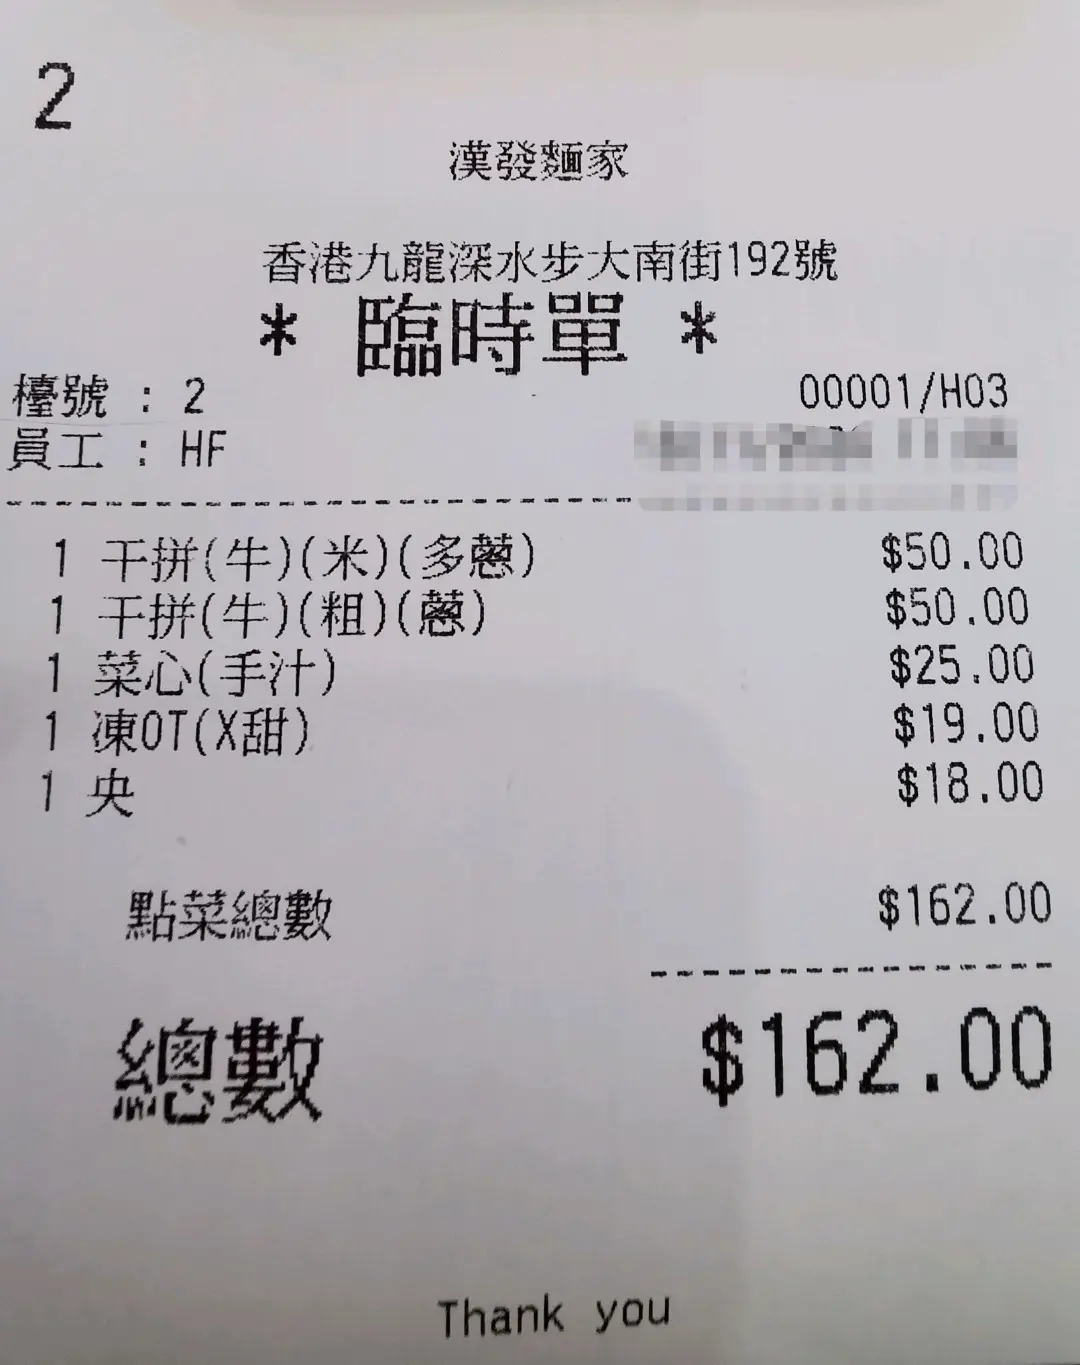 2
漢發麵家
香港九龍深水步大南街192號
* 臨時單 *
檯號 : 2 00001/H03
員工 : HF
1 干拼(牛)(米)(多蔥) $50.00
1 干拼(牛)(粗)(蔥) $50.00
1 菜心(手汁) $25.00
1 凍OT(X甜) $19.00
1 央 $18.00
點菜總數 $162.00
總數 $162.00
Thank you